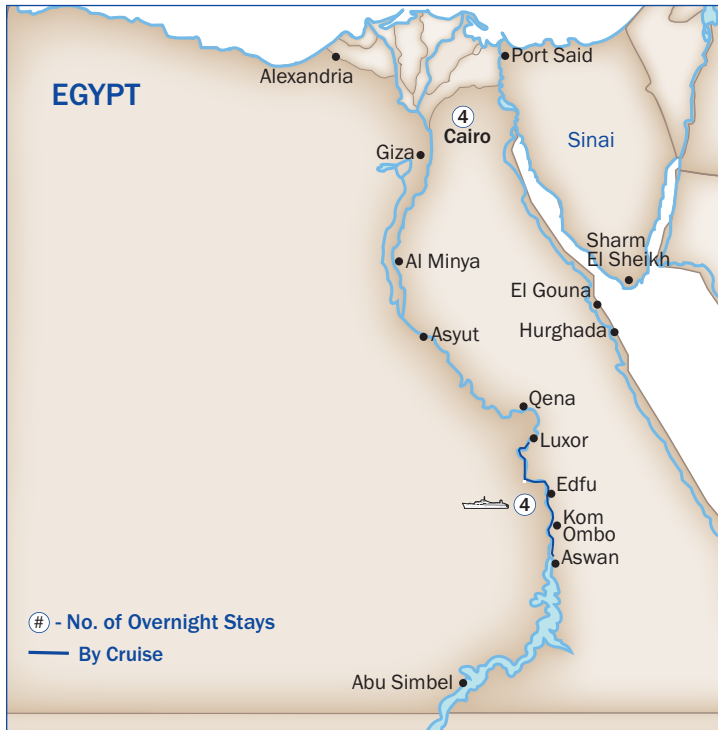 Alexandria
Port Said
EGYPT
4
Cairo
Sinai
Giza
Sharm
El Sheikh
Al Minya
El Gouna
Hurghada
Asyut
Qena
Luxor
Edfu
4
Kom
Ombo
Aswan
# - No. of Overnight Stays
By Cruise
Abu Simbel